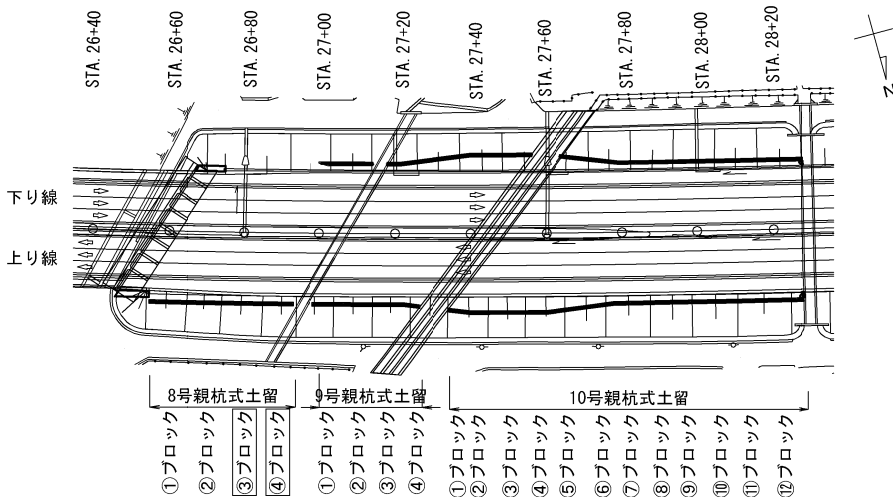 STA. 26+40
STA. 26+60
STA. 26+80
STA. 27+00
STA. 27+20
STA. 27+40
STA. 27+60
STA. 27+80
STA. 28+00
STA. 28+20
N
下り線
上り線
8号親杭式土留
9号親杭式土留
10号親杭式土留
①ブロック
②ブロック
③ブロック
④ブロック
①ブロック
②ブロック
③ブロック
④ブロック
①ブロック
②ブロック
③ブロック
④ブロック
⑤ブロック
⑥ブロック
⑦ブロック
⑧ブロック
⑨ブロック
⑩ブロック
⑪ブロック
⑫ブロック